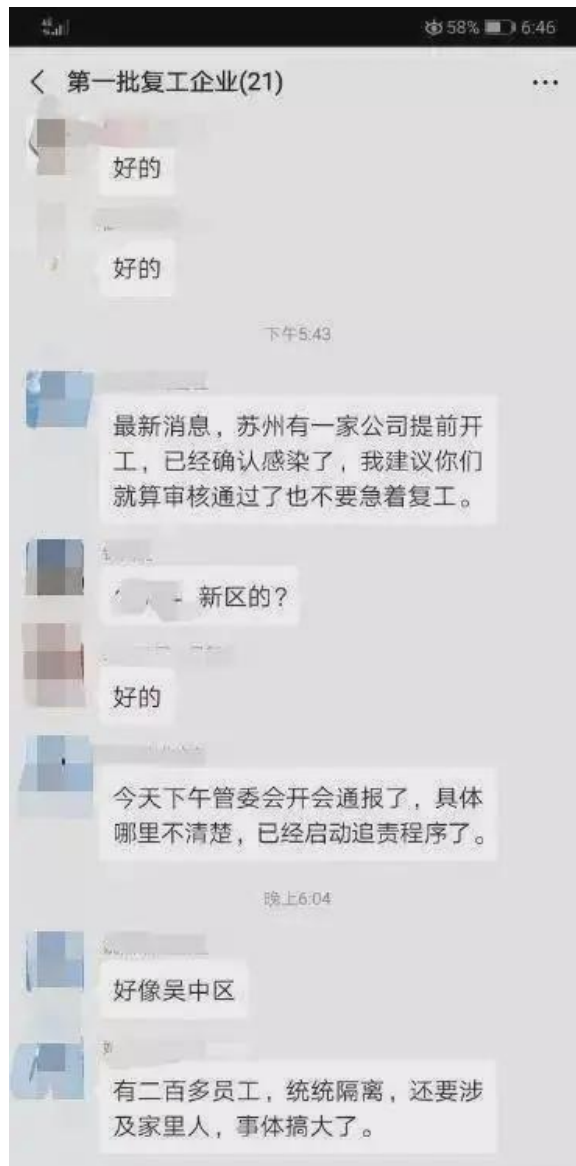 58% 6:46
第一批复工企业(21)
好的
好的
下午5:43
最新消息，苏州有一家公司提前开
工，已经确认感染了，我建议你们
就算审核通过了也不要急着复工。
新区的？
好的
今天下午管委会开会通报了，具体
哪里不清楚，已经启动追责程序了。
晚上6:04
好像吴中区
有二百多员工，统统隔离，还要涉
及家里人，事体搞大了。